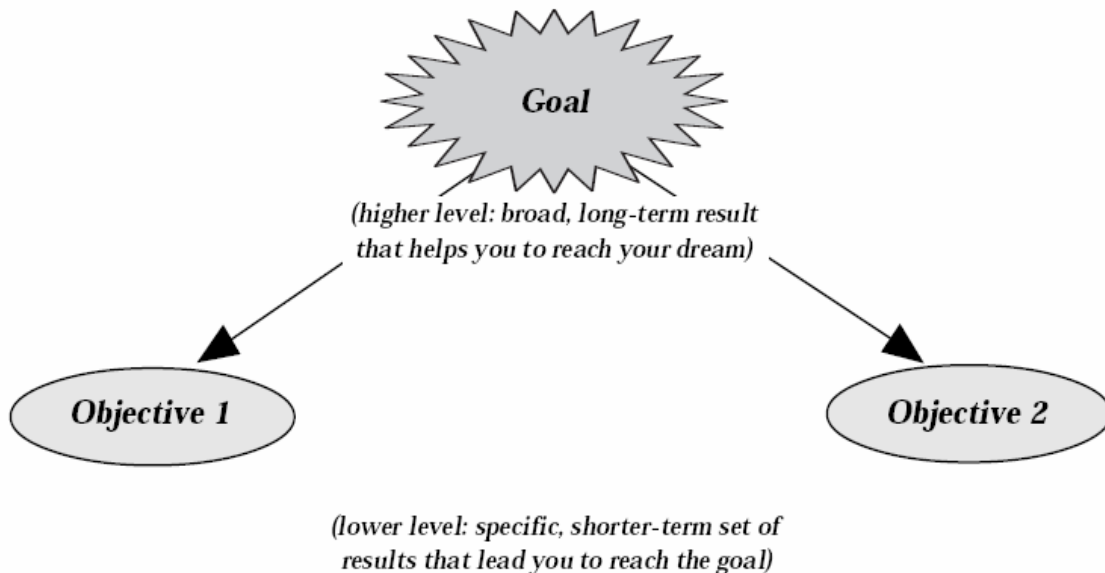 Goal
(higher level: broad, long-term result
that helps you to reach your dream)
Objective 1
Objective 2
(lower level: specific, shorter-term set of
results that lead you to reach the goal)